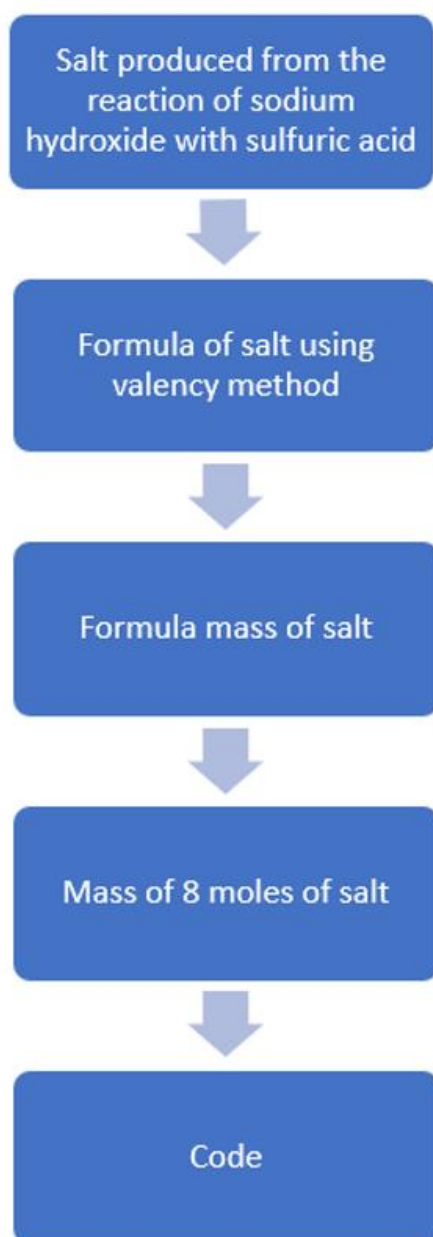 Salt produced from the
reaction of sodium
hydroxide with sulfuric acid
Formula of salt using
valency method
Formula mass of salt
Mass of 8 moles of salt
Code